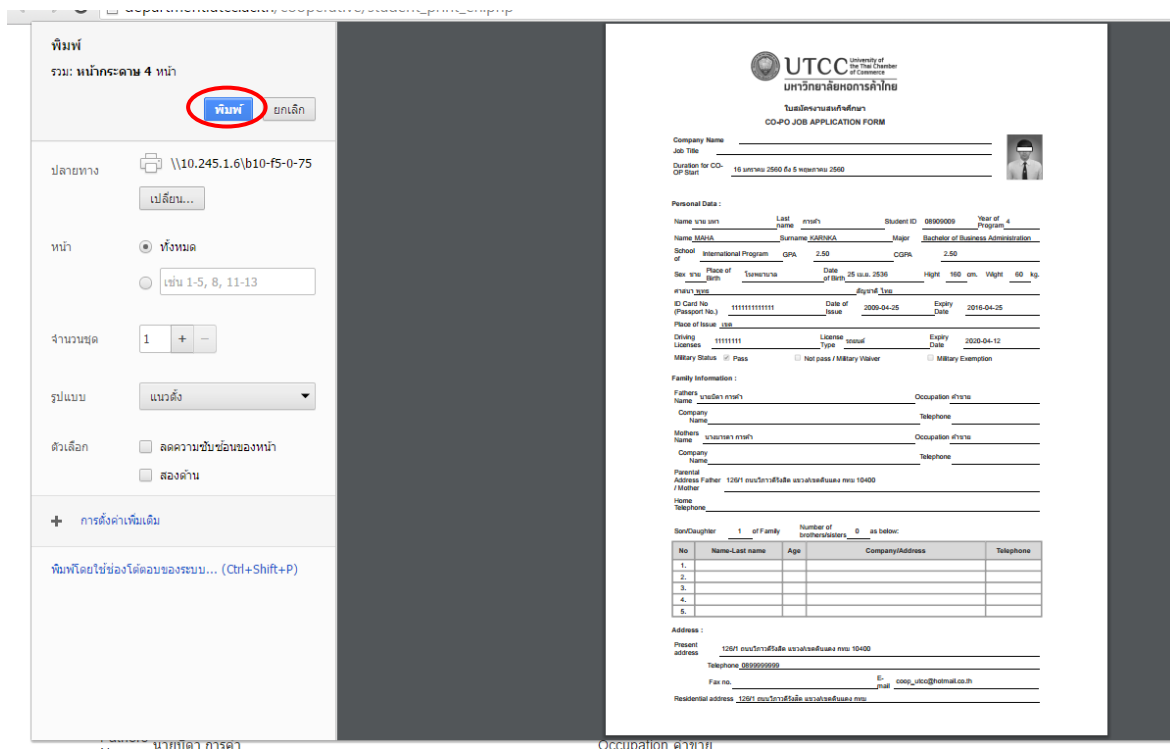 พิมพ์
รวม: หน้ากระดาษ 4 หน้า
พิมพ์ ยกเลิก
ปลายทาง \\10.245.1.6\b10-f5-0-75
เปลี่ยน...
หน้า ทั้งหมด
เช่น 1-5, 8, 11-13
จำนวนชุด 1 + −
รูปแบบ แนวตั้ง
ตัวเลือก ลดความซับซ้อนของหน้า
สองด้าน
+ การตั้งค่าเพิ่มเติม
พิมพ์โดยใช้ช่องโต้ตอบของระบบ... (Ctrl+Shift+P)
UTCC University of the Thai Chamber of Commerce
มหาวิทยาลัยหอการค้าไทย
ใบสมัครงานสหกิจศึกษา
CO-PO JOB APPLICATION FORM
Company Name
Job Title
Duration for CO-OP Start 16 มกราคม 2560 ถึง 5 พฤษภาคม 2560
Personal Data :
Name นาย มหา Last name การค้า Student ID 08909009 Year of Program 4
Name MAHA Surname KARNKA Major Bachelor of Business Administration
School of International Program GPA 2.50 CGPA 2.50
Sex ชาย Place of Birth โรงพยาบาล Date of Birth 25 เม.ย. 2536 Hight 160 cm. Wight 60 kg.
ศาสนา พุทธ สัญชาติ ไทย
ID Card No (Passport No.) 1111111111111 Date of Issue 2009-04-25 Expiry Date 2016-04-25
Place of Issue เขต
Driving Licenses 11111111 License Type รถยนต์ Expiry Date 2020-04-12
Military Status Pass Not pass / Military Waiver Military Exemption
Family Information :
Fathers Name นายบิดา การค้า Occupation ค้าขาย
Company Name Telephone
Mothers Name นางมารดา การค้า Occupation ค้าขาย
Company Name Telephone
Parental Address Father / Mother 126/1 ถนนวิภาวดีรังสิต แขวง/เขตดินแดง กทม 10400
Home Telephone
Son/Daughter 1 of Family Number of brothers/sisters 0 as below:
No Name-Last name Age Company/Address Telephone
1.
2.
3.
4.
5.
Address :
Present address 126/1 ถนนวิภาวดีรังสิต แขวง/เขตดินแดง กทม 10400
Telephone 0899999999
Fax no. E-mail coop_utcc@hotmail.co.th
Residential address 126/1 ถนนวิภาวดีรังสิต แขวง/เขตดินแดง กทม
นายบิดา การค้า Occupation ค้าขาย